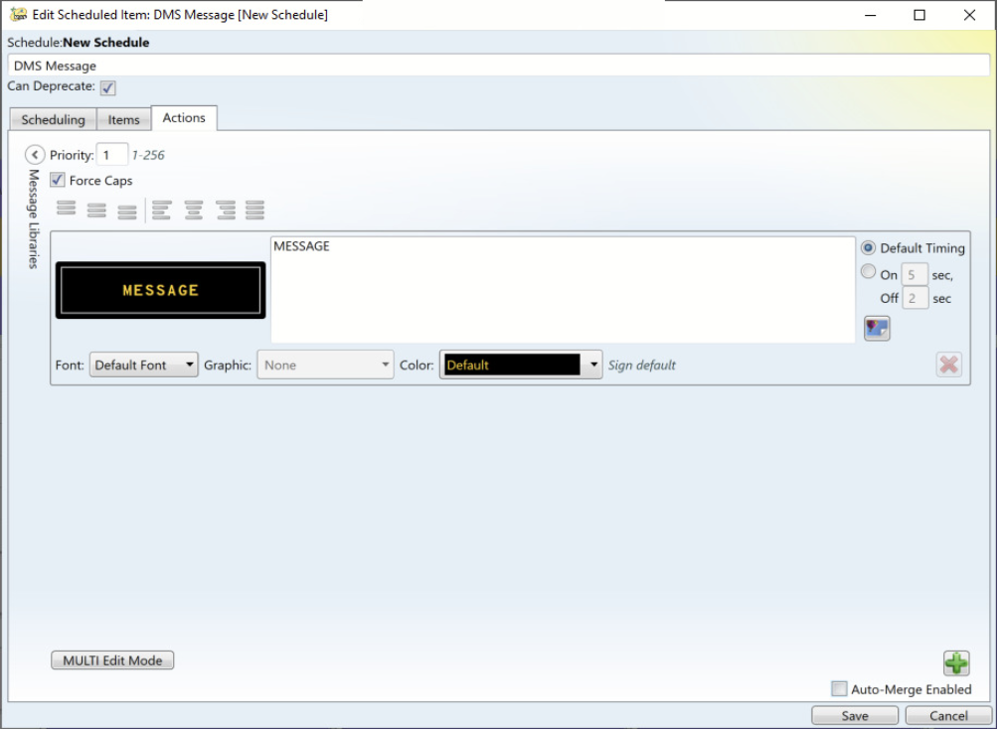 Edit Scheduled Item: DMS Message [New Schedule]
Schedule:New Schedule
DMS Message
Can Deprecate:
Scheduling Items Actions
Priority: 1 1-256
Force Caps
Message Libraries
MESSAGE
MESSAGE
Default Timing
On 5 sec,
Off 2 sec
Font: Default Font Graphic: None Color: Default Sign default
MULTI Edit Mode
Auto-Merge Enabled
Save Cancel